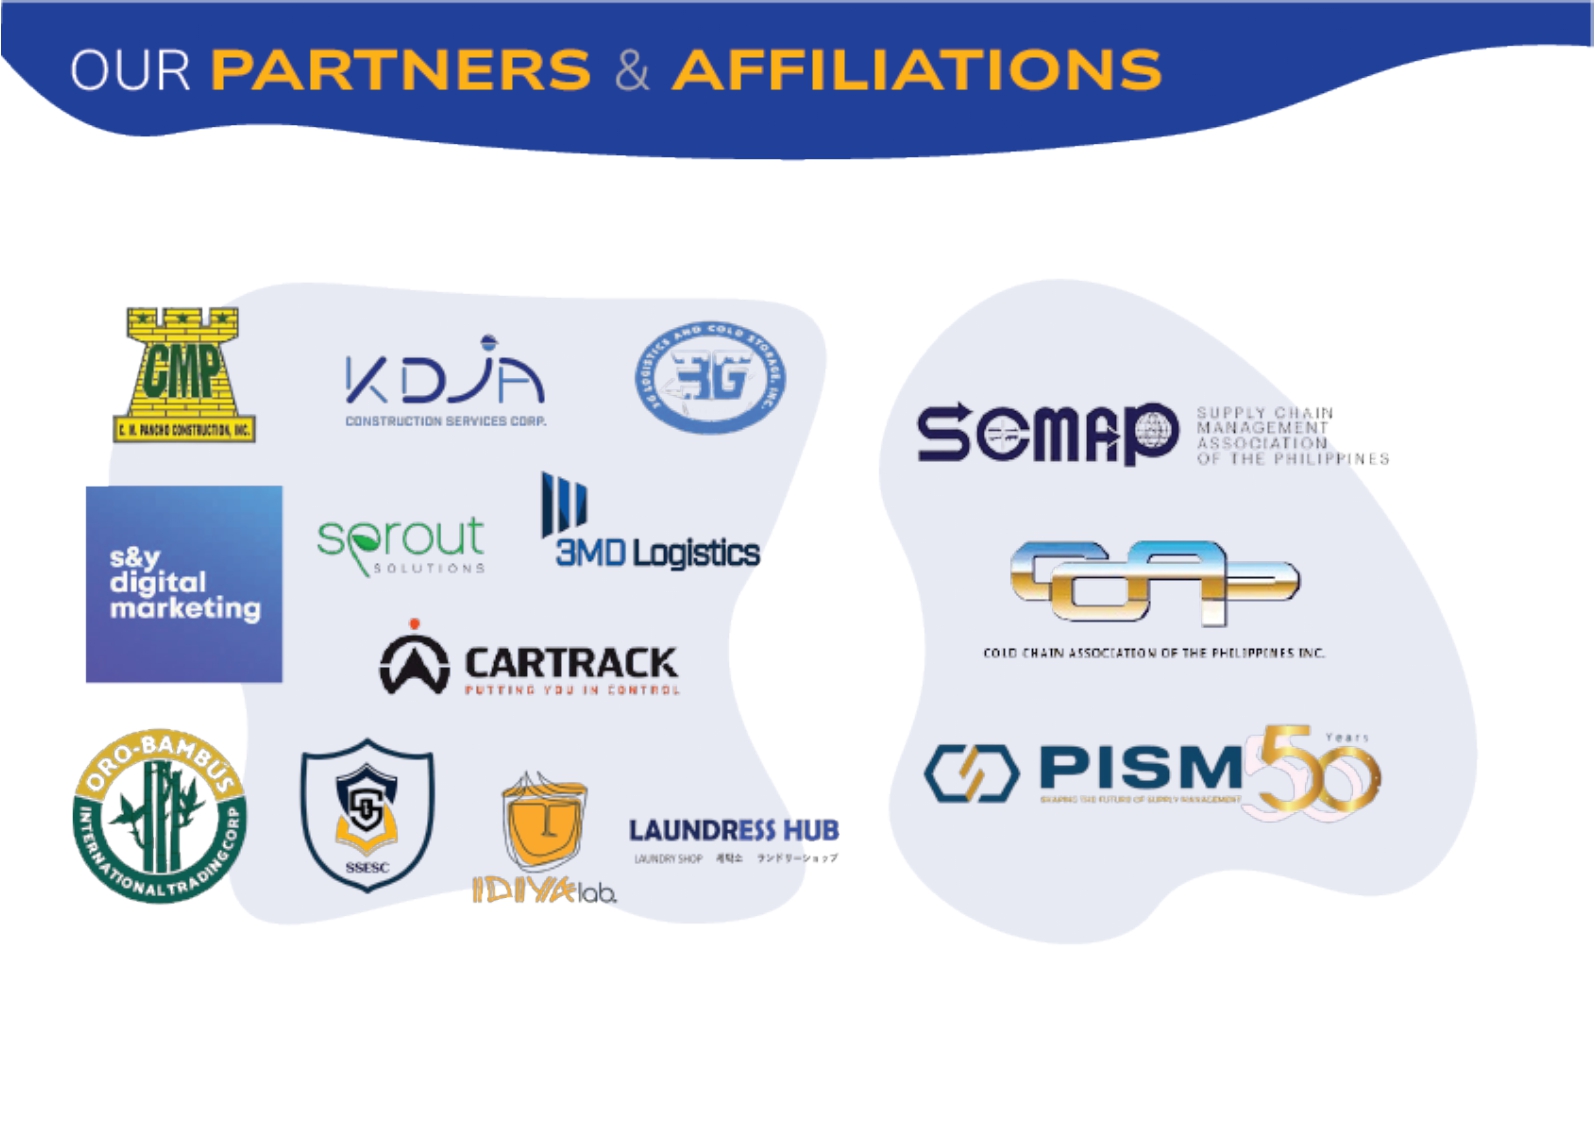 OUR PARTNERS & AFFILIATIONS
CMP
C. M. PANCHO CONSTRUCTION, INC.
KDJA
CONSTRUCTION SERVICES CORP.
3G LOGISTICS AND COLD STORAGE, INC.
3G
s&y
digital
marketing
sprout
SOLUTIONS
3MD Logistics
CARTRACK
PUTTING YOU IN CONTROL
ORO-BAMBÚS
INTERNATIONAL TRADING CORP
SSESC
IDIYA lab.
LAUNDRESS HUB
LAUNDRY SHOP 세탁소 ランドリーショップ
SCMAP
SUPPLY CHAIN
MANAGEMENT
ASSOCIATION
OF THE PHILIPPINES
CCAP
COLD CHAIN ASSOCIATION OF THE PHILIPPINES INC.
PISM
SHAPING THE FUTURE OF SUPPLY MANAGEMENT
50 Years